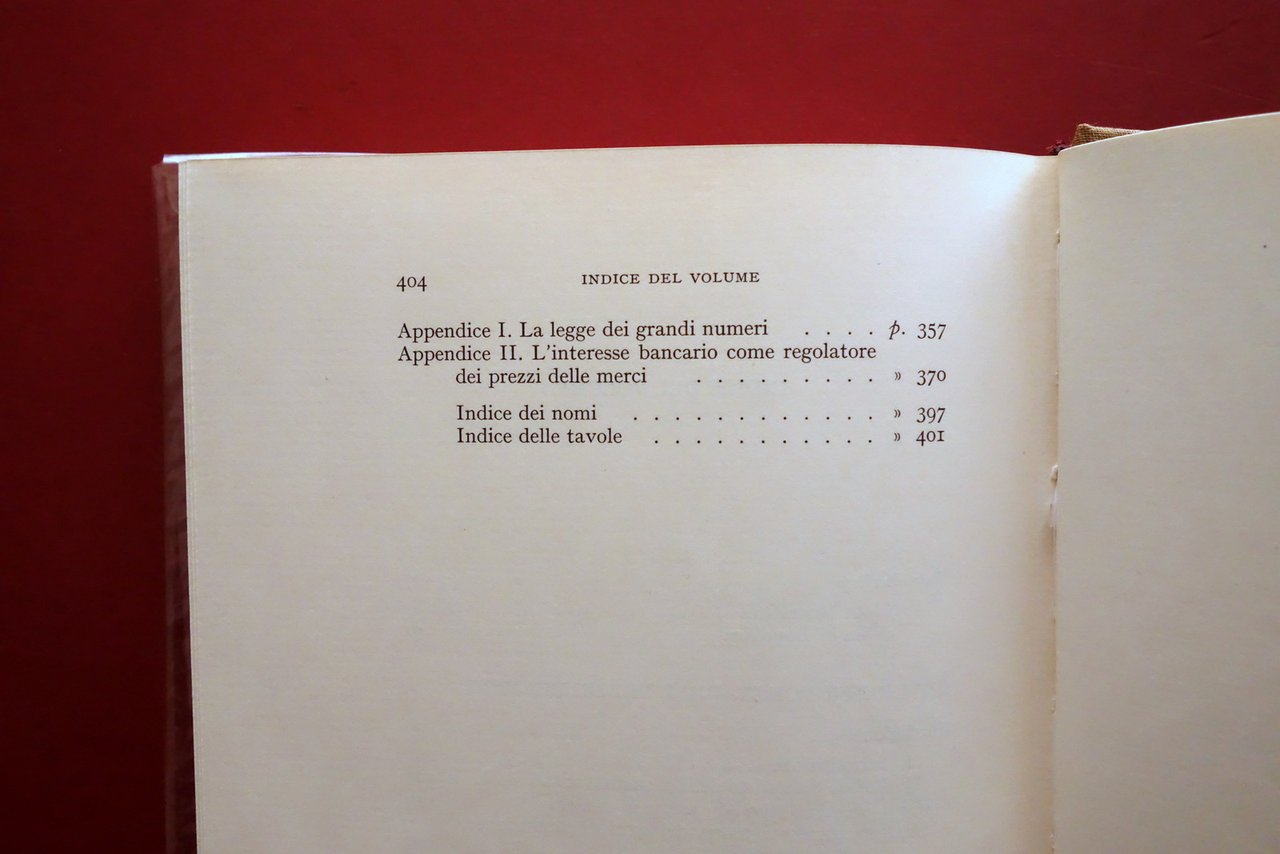 404 INDICE DEL VOLUME
Appendice I. La legge dei grandi numeri . . . . p. 357
Appendice II. L'interesse bancario come regolatore
dei prezzi delle merci . . . . . . . . . » 370
Indice dei nomi . . . . . . . . . . . . » 397
Indice delle tavole . . . . . . . . . . . » 401